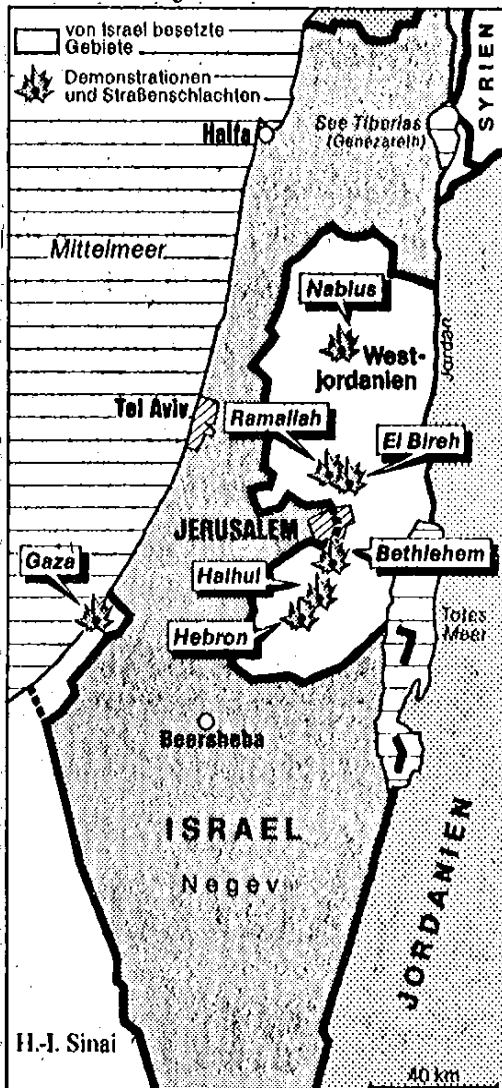 von Israel besetzte
Gebiete
Demonstrationen
und Straßenschlachten
SYRIEN
Haifa
See Tiberias
(Genezareth)
Mittelmeer
Nablus
West-
jordanien
Jordan
Tel Aviv
Ramallah
El Bireh
JERUSALEM
Gaza
Bethlehem
Halhul
Hebron
Totes
Meer
Beersheba
ISRAEL
Negev
JORDANIEN
H.-I. Sinai
40 km